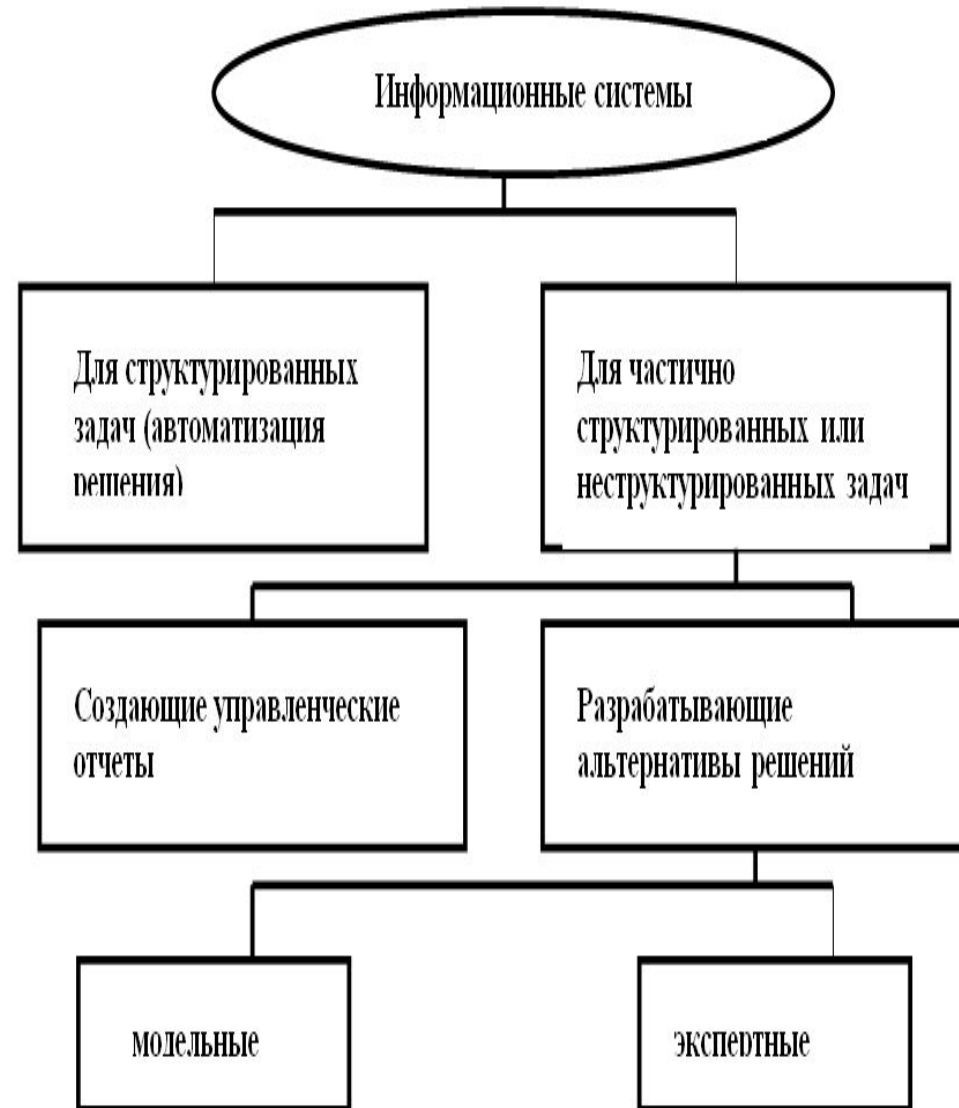 Информационные системы
Для структурированных
задач (автоматизация
решения)
Для частично
структурированных или
неструктурированных задач
Создающие управленческие
отчеты
Разрабатывающие
альтернативы решений
модельные
экспертные